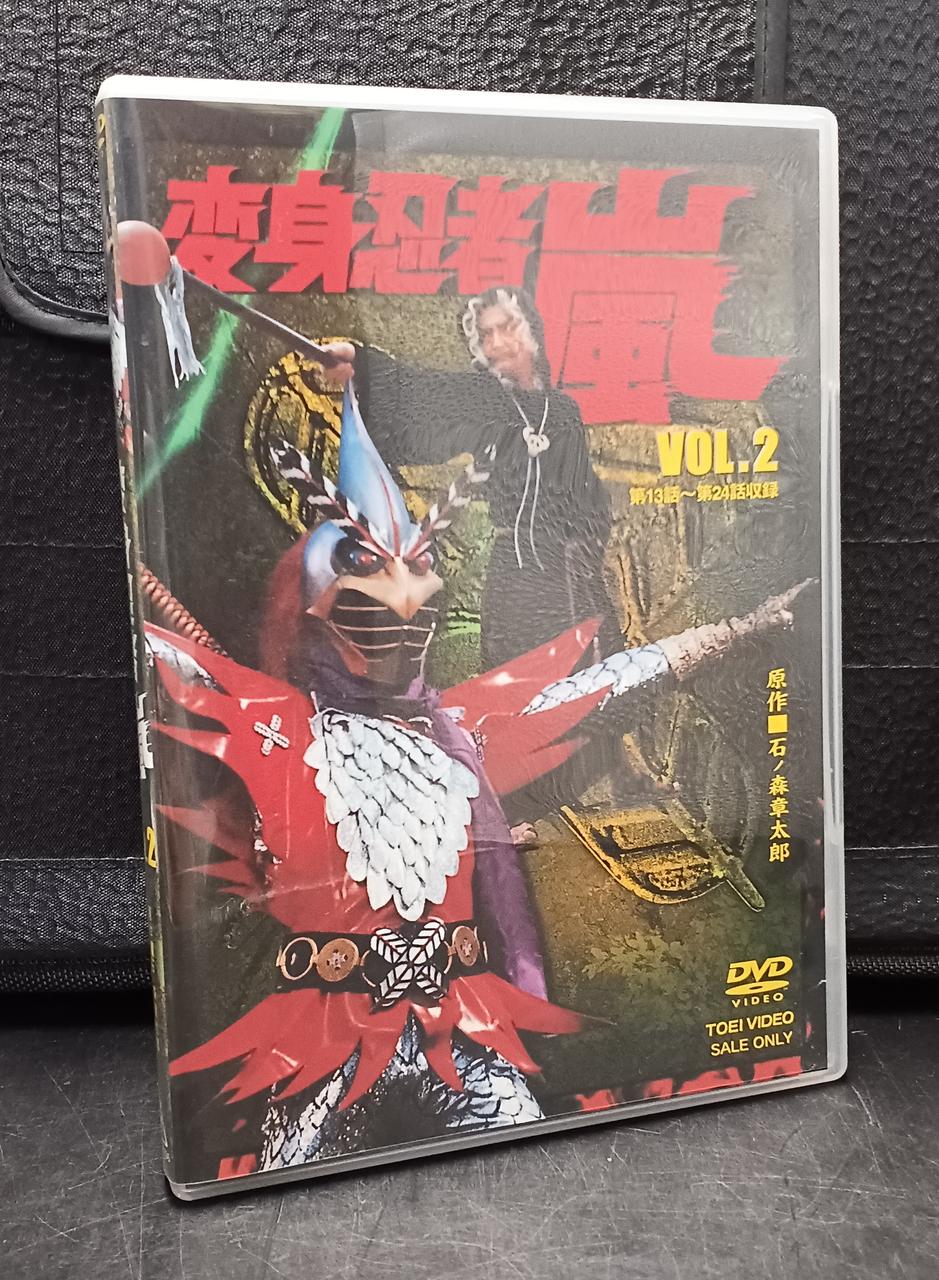 変身忍者
嵐
VOL.2
第13話〜第24話収録
原作■石ノ森章太郎
DVD
VIDEO
TOEI VIDEO
SALE ONLY
2